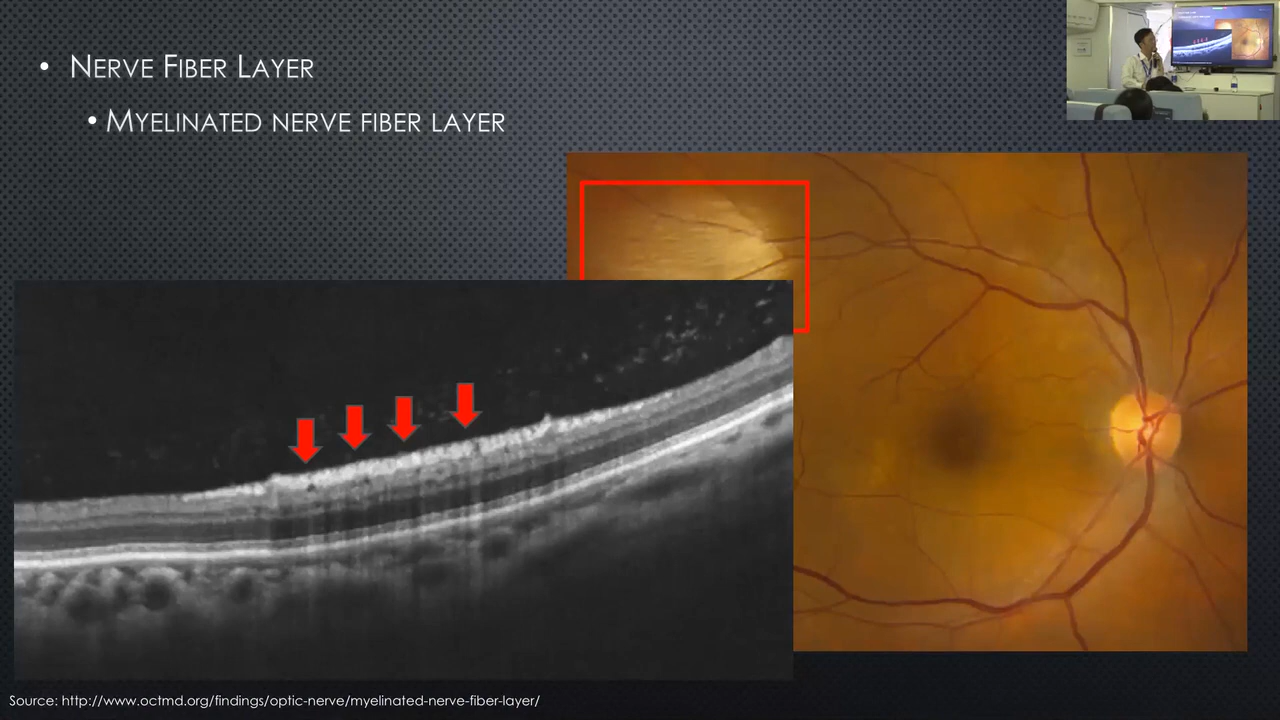 • Nerve Fiber Layer
• Myelinated nerve fiber layer
Source: http://www.octmd.org/findings/optic-nerve/myelinated-nerve-fiber-layer/